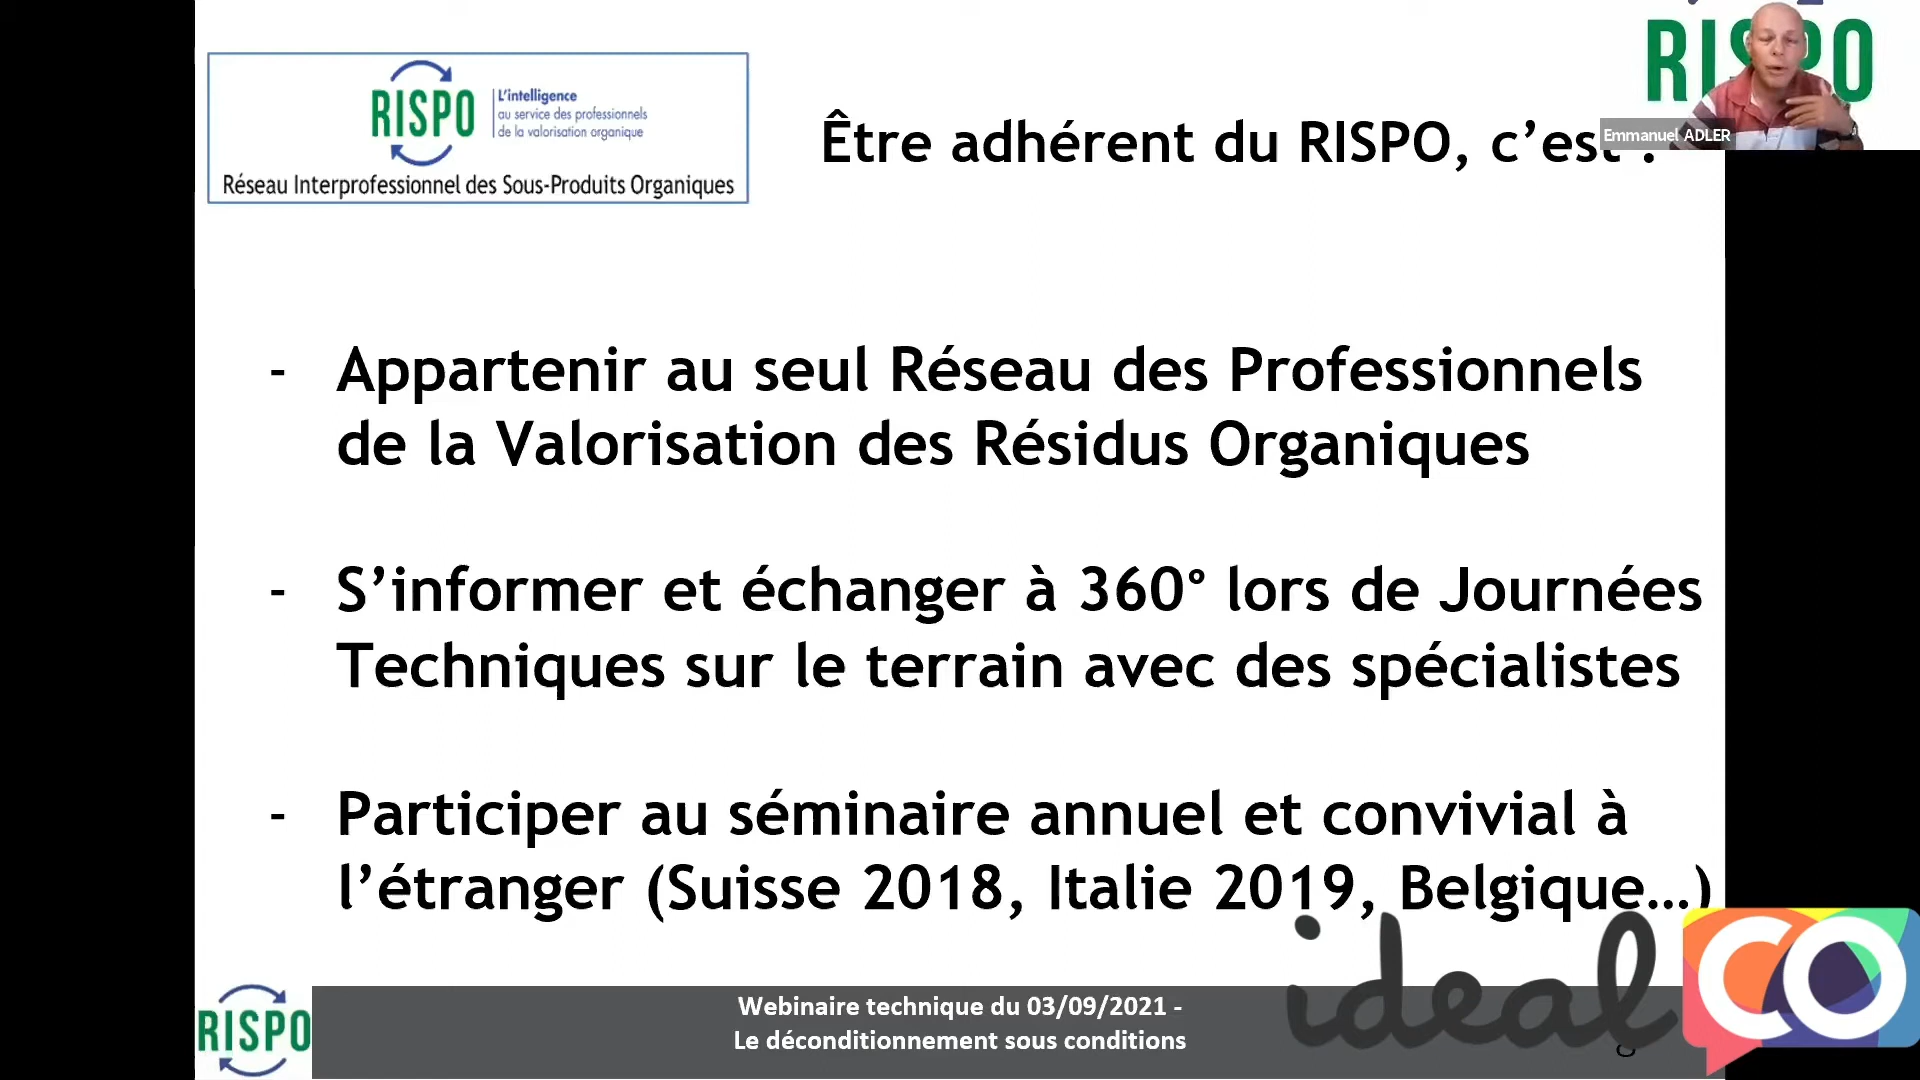 RISPO
L'intelligence
au service des professionnels
de la valorisation organique
Réseau Interprofessionnel des Sous-Produits Organiques
Être adhérent du RISPO, c'est :
RISPO
Emmanuel ADLER
- Appartenir au seul Réseau des Professionnels
de la Valorisation des Résidus Organiques
- S'informer et échanger à 360° lors de Journées
Techniques sur le terrain avec des spécialistes
- Participer au séminaire annuel et convivial à
l'étranger (Suisse 2018, Italie 2019, Belgique…)
RISPO
Webinaire technique du 03/09/2021 -
Le déconditionnement sous conditions
idealCO